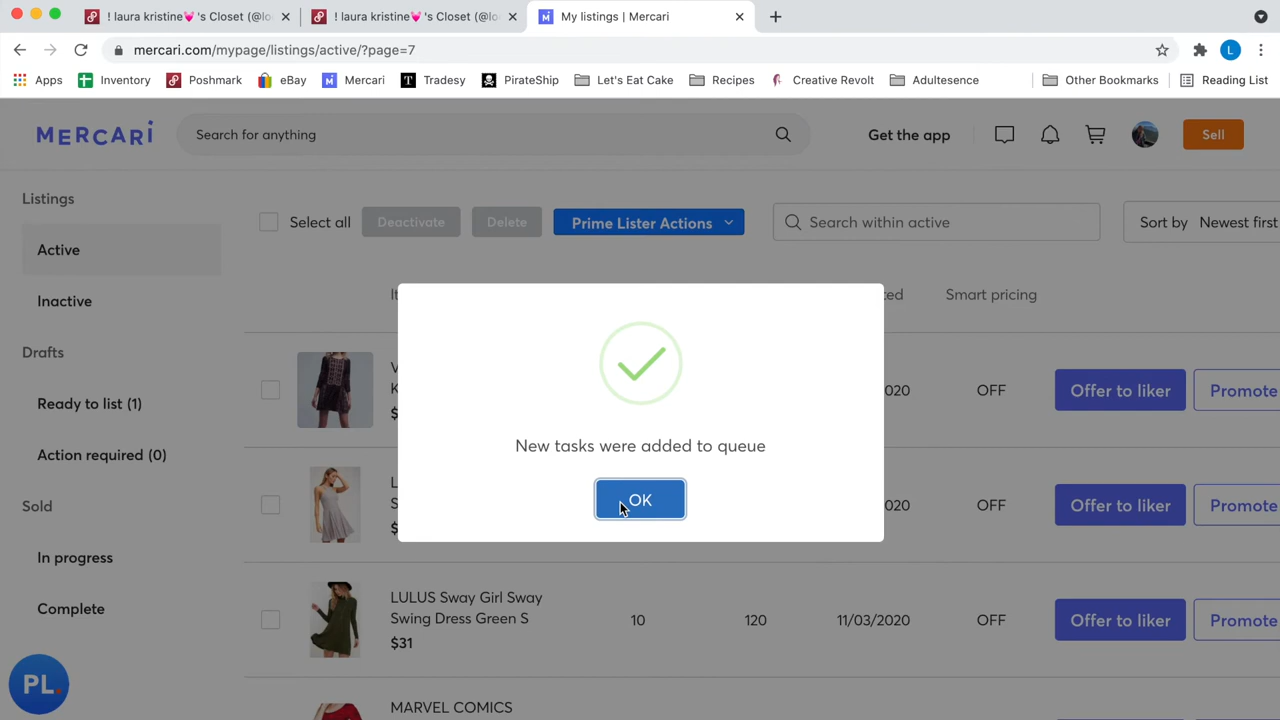 ! laura kristine💓 's Closet (@lo
! laura kristine💓 's Closet (@lo
My listings | Mercari
mercari.com/mypage/listings/active/?page=7
L
Apps
Inventory
Poshmark
eBay
Mercari
T Tradesy
PirateShip
Let's Eat Cake
Recipes
Creative Revolt
Adultesence
Other Bookmarks
Reading List
MERCARI
Search for anything
Get the app
Sell
Listings
Select all
Deactivate
Delete
Prime Lister Actions
Search within active
Sort by Newest first
Active
Inactive
Smart pricing
Drafts
OFF
Offer to liker
Promote
Ready to list (1)
Action required (0)
New tasks were added to queue
OK
OFF
Offer to liker
Promote
Sold
In progress
Complete
LULUS Sway Girl Sway
Swing Dress Green S
$31
10
120
11/03/2020
OFF
Offer to liker
Promote
PL.
MARVEL COMICS